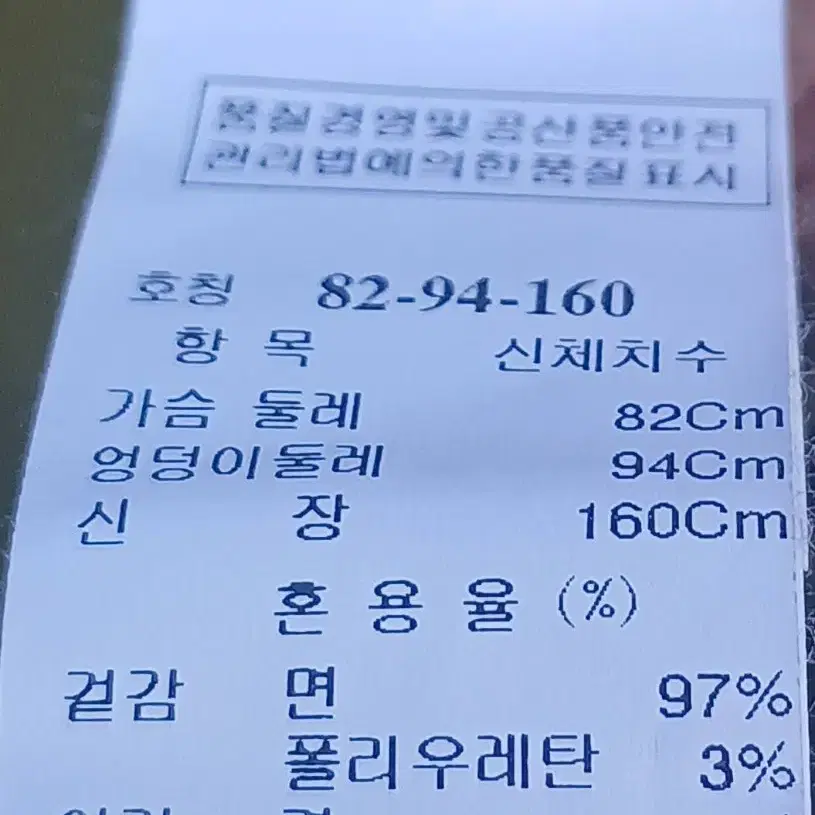 품질경영및공산품안전
관리법에의한품질표시
호칭 82-94-160
항 목 신체치수
가슴 둘레 82Cm
엉덩이둘레 94Cm
신 장 160Cm
혼 용 율 (%)
겉감 면 97%
폴리우레탄 3%